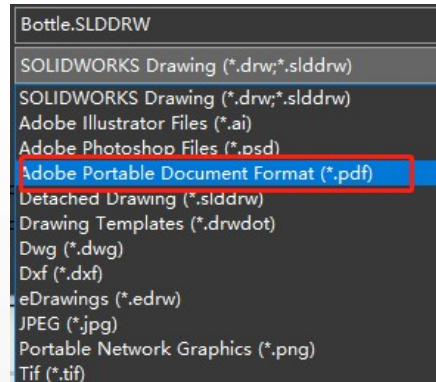 Bottle.SLDDRW
SOLIDWORKS Drawing (*.drw;*.slddrw)
SOLIDWORKS Drawing (*.drw;*.slddrw)
Adobe Illustrator Files (*.ai)
Adobe Photoshop Files (*.psd)
Adobe Portable Document Format (*.pdf)
Detached Drawing (*.slddrw)
Drawing Templates (*.drwdot)
Dwg (*.dwg)
Dxf (*.dxf)
eDrawings (*.edrw)
JPEG (*.jpg)
Portable Network Graphics (*.png)
Tif (*.tif)